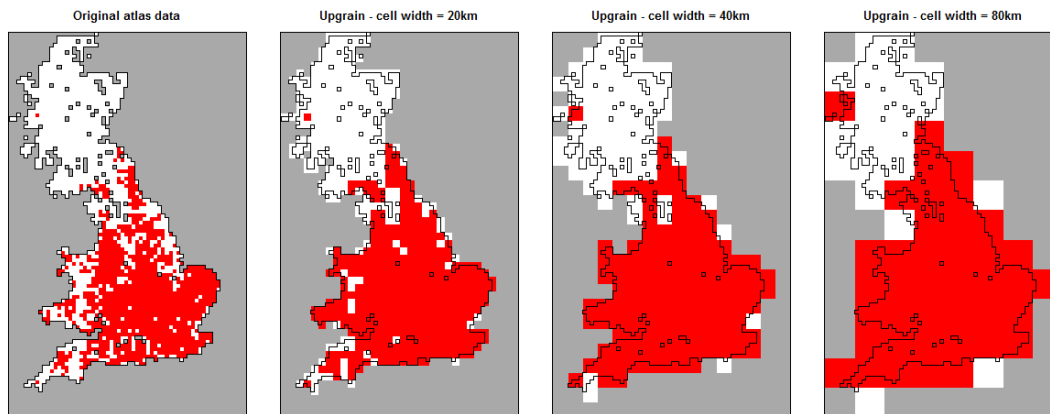 Original atlas data
Upgrain - cell width = 20km
Upgrain - cell width = 40km
Upgrain - cell width = 80km